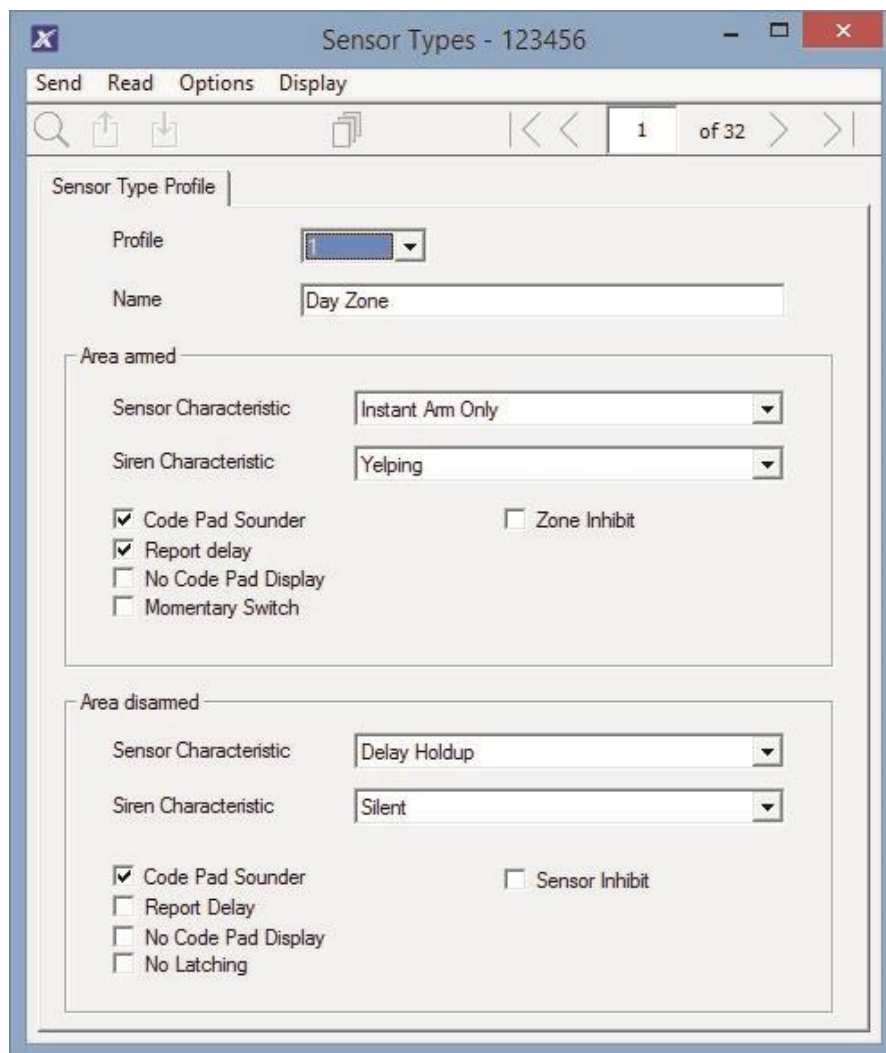 Sensor Types - 123456
Send Read Options Display
1 of 32
Sensor Type Profile
Profile 1
Name Day Zone
Area armed
Sensor Characteristic Instant Arm Only
Siren Characteristic Yelping
Code Pad Sounder Zone Inhibit
Report delay
No Code Pad Display
Momentary Switch
Area disarmed
Sensor Characteristic Delay Holdup
Siren Characteristic Silent
Code Pad Sounder Sensor Inhibit
Report Delay
No Code Pad Display
No Latching